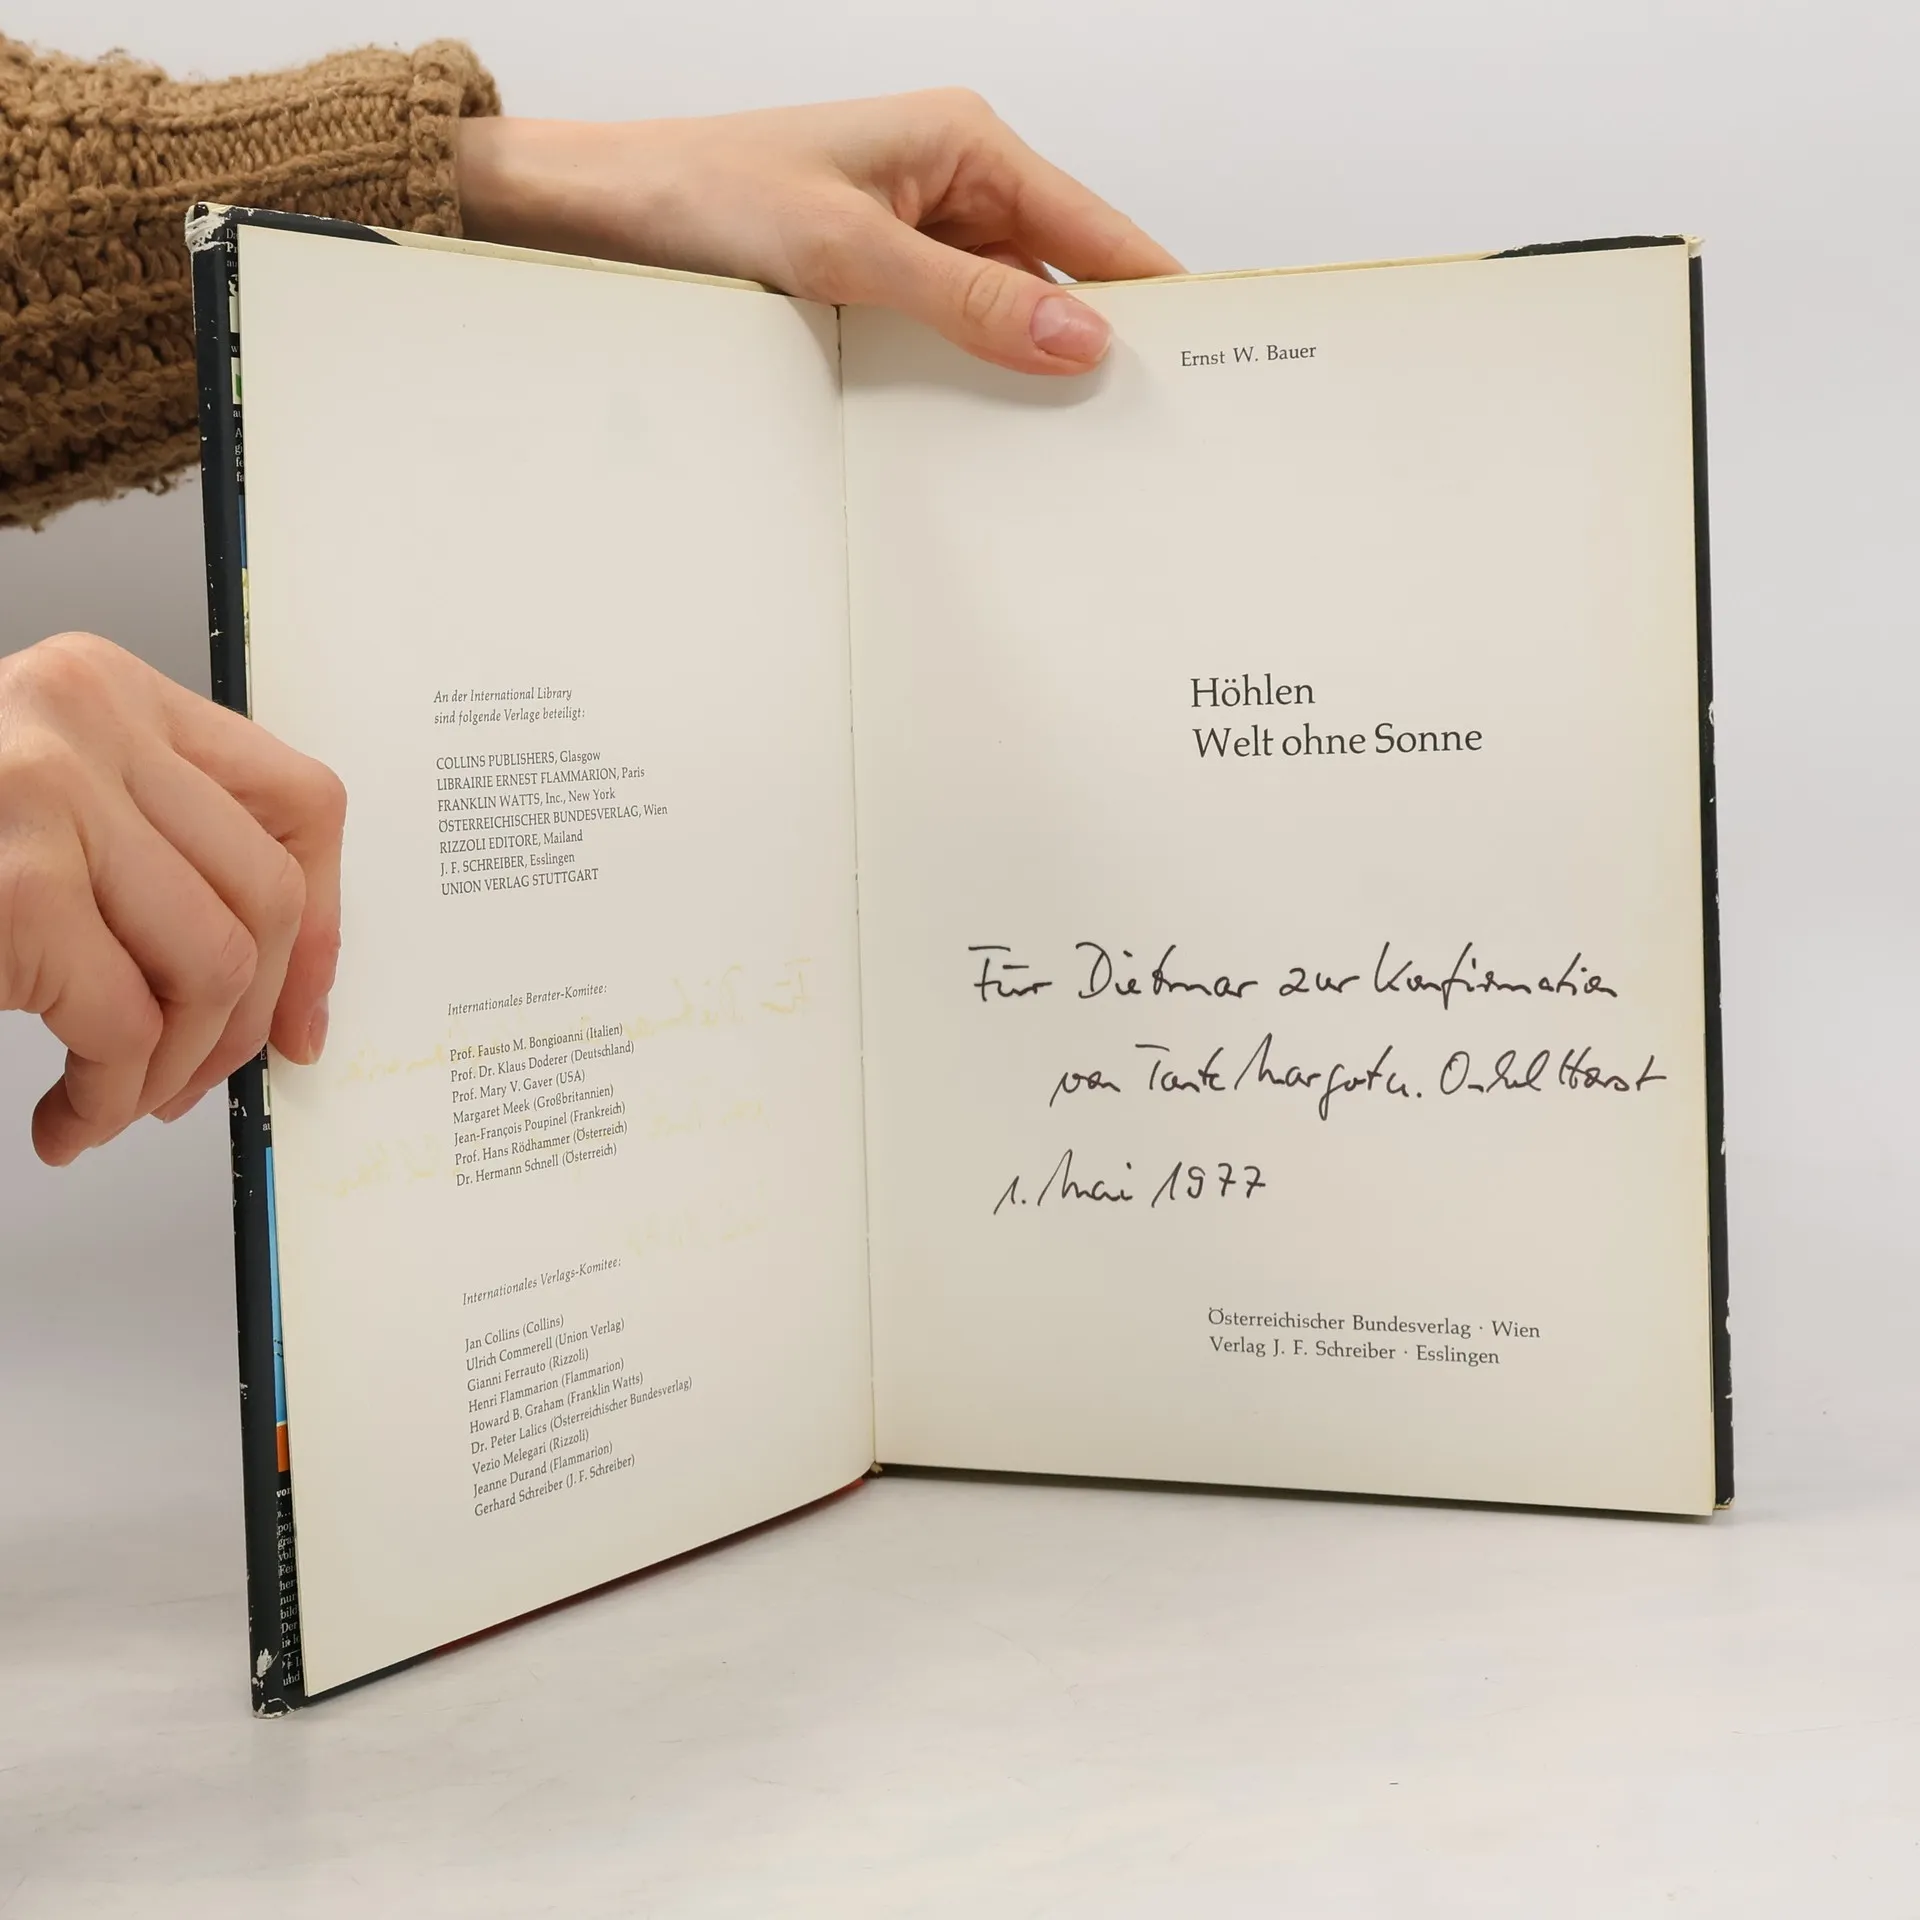 An der International Library
sind folgende Verlage beteiligt:
COLLINS PUBLISHERS, Glasgow
LIBRAIRIE ERNEST FLAMMARION, Paris
FRANKLIN WATTS, Inc., New York
ÖSTERREICHISCHER BUNDESVERLAG, Wien
RIZZOLI EDITORE, Mailand
J. F. SCHREIBER, Esslingen
UNION VERLAG STUTTGART
Internationales Berater-Komitee:
Prof. Fausto M. Bongioanni (Italien)
Prof. Dr. Klaus Doderer (Deutschland)
Prof. Mary V. Gaver (USA)
Margaret Meek (Großbritannien)
Jean-François Poupinel (Frankreich)
Prof. Hans Rödhammer (Österreich)
Dr. Hermann Schnell (Österreich)
Internationales Verlags-Komitee:
Jan Collins (Collins)
Ulrich Commerell (Union Verlag)
Gianni Ferrauto (Rizzoli)
Henri Flammarion (Flammarion)
Howard B. Graham (Franklin Watts)
Dr. Peter Lalics (Österreichischer Bundesverlag)
Vezio Melegari (Rizzoli)
Jeanne Durand (Flammarion)
Gerhard Schreiber (J. F. Schreiber)
Ernst W. Bauer
Höhlen
Welt ohne Sonne
Für Dietmar zur Konfirmation
von Tante Margot u. Onkel Horst
1. Mai 1977
Österreichischer Bundesverlag · Wien
Verlag J. F. Schreiber · Esslingen